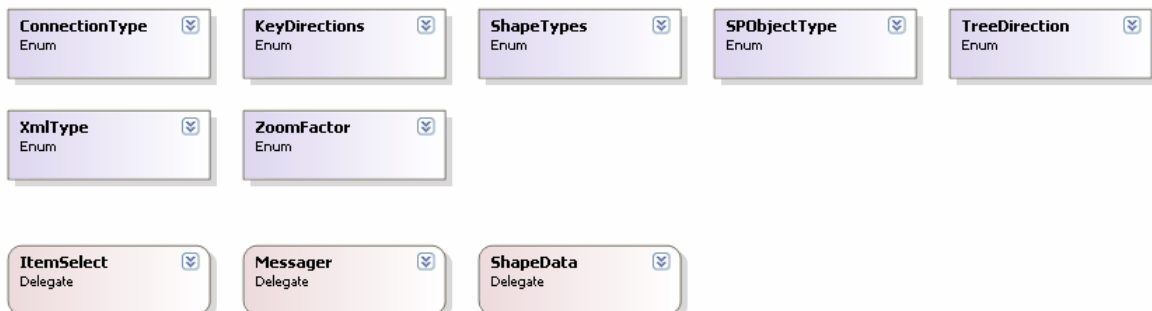 ConnectionType
Enum
KeyDirections
Enum
ShapeTypes
Enum
SPObjectType
Enum
TreeDirection
Enum
XmlType
Enum
ZoomFactor
Enum
ItemSelect
Delegate
Messager
Delegate
ShapeData
Delegate